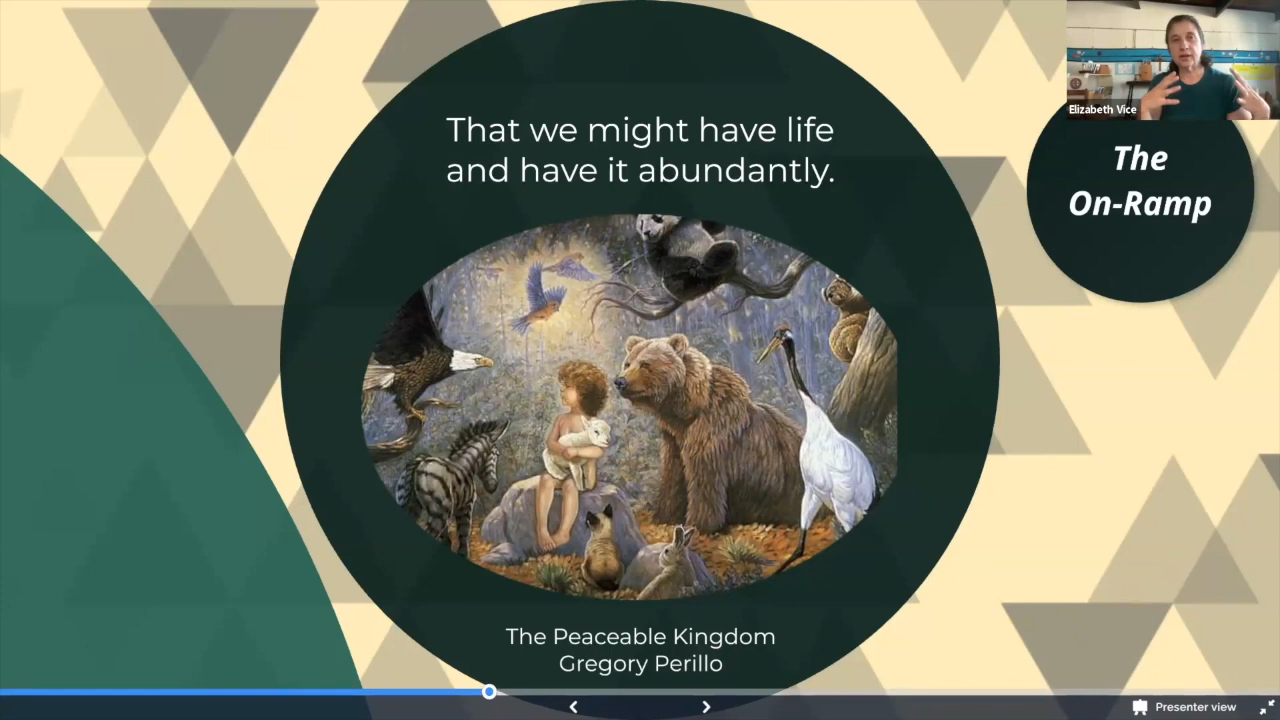 That we might have life
and have it abundantly.
Elizabeth Vice
The
On-Ramp
The Peaceable Kingdom
Gregory Perillo
Presenter view